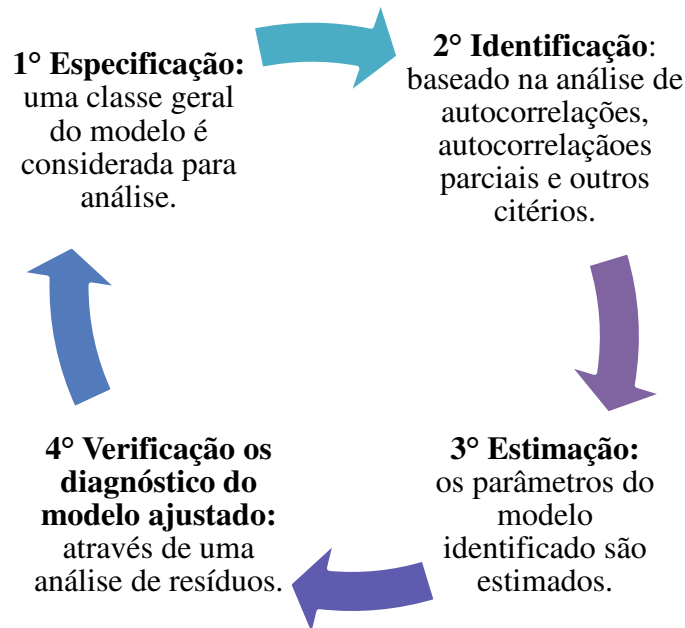 1° Especificação:
uma classe geral
do modelo é
considerada para
análise.
2° Identificação:
baseado na análise de
autocorrelações,
autocorrelaçãoes
parciais e outros
citérios.
3° Estimação:
os parâmetros do
modelo
identificado são
estimados.
4° Verificação os
diagnóstico do
modelo ajustado:
através de uma
análise de resíduos.